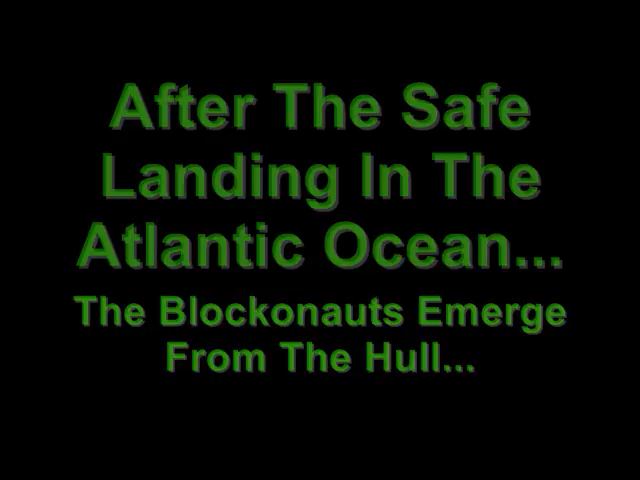 After The Safe
Landing In The
Atlantic Ocean...
The Blockonauts Emerge
From The Hull...